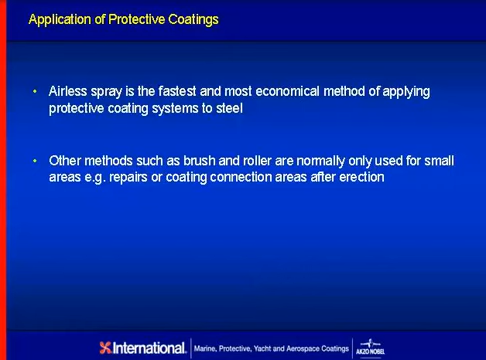 Application of Protective Coatings
• Airless spray is the fastest and most economical method of applying
protective coating systems to steel
• Other methods such as brush and roller are normally only used for small
areas e.g. repairs or coating connection areas after erection
International. Marine, Protective, Yacht and Aerospace Coatings
AKZO NOBEL